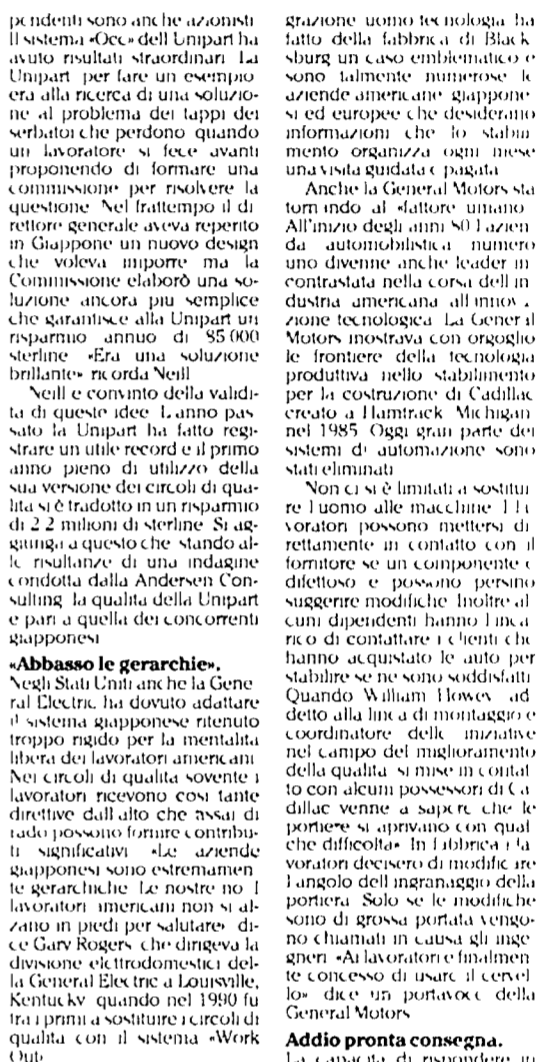 pendenti sono anche azionisti
Il sistema «Occ» dell Unipart ha
avuto risultati straordinari La
Unipart per fare un esempio
era alla ricerca di una soluzio-
ne al problema dei tappi dei
serbatoi che perdono quando
un lavoratore si fece avanti
proponendo di formare una
commissione per risolvere la
questione Nel frattempo il di
rettore generale aveva reperito
in Giappone un nuovo design
che voleva imporre ma la
Commissione elaborò una so-
luzione ancora piu semplice
che garantisce alla Unipart un
risparmio annuo di 85 000
sterline «Era una soluzione
brillante» ricorda Neill
Neill e convinto della validi-
ta di queste idee L anno pas
sato la Unipart ha fatto regi-
strare un utile record e il primo
anno pieno di utilizzo della
sua versione dei circoli di qua-
lita si è tradotto in un risparmio
di 2 2 milioni di sterline Si ag-
giunga a questo che stando al-
le risultanze di una indagine
condotta dalla Andersen Con-
sulting la qualita della Unipart
e pari a quella dei concorrenti
giapponesi
«Abbasso le gerarchie».
Negli Stati Uniti anche la Gene
ral Electric ha dovuto adattare
il sistema giapponese ritenuto
troppo rigido per la mentalita
libera dei lavoratori americani
Nei circoli di qualita sovente i
lavoratori ricevono cosi tante
direttive dall alto che assai di
rado possono fornire contribu-
ti significativi «Le aziende
giapponesi sono estremamen
te gerarchiche Le nostre no I
lavoratori americani non si al-
zano in piedi per salutare» di-
ce Gary Rogers che dirigeva la
divisione elettrodomestici del-
la General Electric a Louisville,
Kentucky quando nel 1990 fu
tra i primi a sostituire i circoli di
qualita con il sistema «Work
Out»
grazione uomo tecnologia ha
fatto della fabbrica di Black
sburg un caso emblematico e
sono talmente numerose le
aziende americane giappone
si ed europee che desiderano
informazioni che lo stabili
mento organizza ogni mese
una visita guidata e pagata
Anche la General Motors sta
tornando al «fattore umano
All'inizio degli anni 80 l azien
da automobilistica numero
uno divenne anche leader in
contrastata nella corsa dell in
dustria americana all innova
zione tecnologica La General
Motors mostrava con orgoglio
le frontiere della tecnologia
produttiva nello stabilimento
per la costruzione di Cadillac
creato a Hamtrack Michigan
nel 1985 Oggi gran parte dei
sistemi di automazione sono
stati eliminati
Non ci si è limitati a sostitui
re l uomo alle macchine I la
voratori possono mettersi di
rettamente in contatto con il
fornitore se un componente e
difettoso e possono persino
suggerire modifiche Inoltre al
cuni dipendenti hanno l inca
rico di contattare i clienti che
hanno acquistato le auto per
stabilire se ne sono soddisfatti
Quando William Howey ad
detto alla linea di montaggio e
coordinatore delle iniziative
nel campo del miglioramento
della qualita si mise in contat
to con alcuni possessori di Ca
dillac venne a sapere che le
portiere si aprivano con qual
che difficolta» In fabbrica i la
voratori decisero di modificare
l angolo dell ingranaggio della
portiera Solo se le modifiche
sono di grossa portata vengo-
no chiamati in causa gli inge
gneri «Ai lavoratori e finalmen
te concesso di usare il cervel
lo» dice un portavoce della
General Motors
Addio pronta consegna.
La capacita di rispondere in